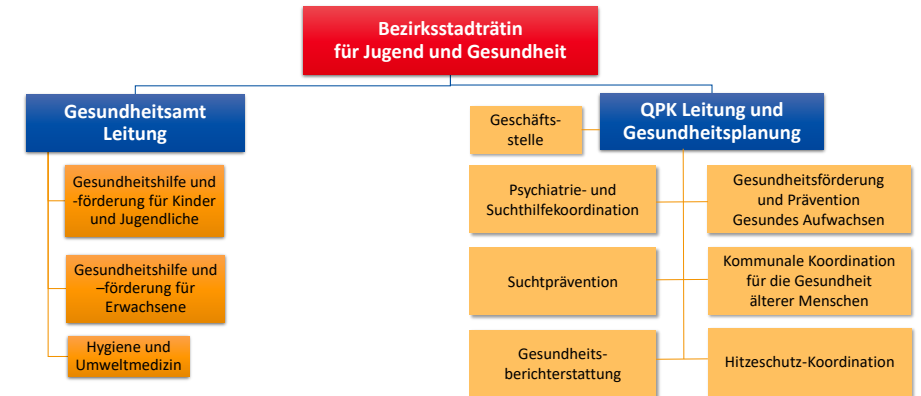 Bezirksstadträtin
für Jugend und Gesundheit
Gesundheitsamt
Leitung
Gesundheitshilfe und
-förderung für Kinder
und Jugendliche
Gesundheitshilfe und
–förderung für
Erwachsene
Hygiene und
Umweltmedizin
QPK Leitung und
Gesundheitsplanung
Geschäfts-
stelle
Psychiatrie- und
Suchthilfekoordination
Gesundheitsförderung
und Prävention
Gesundes Aufwachsen
Suchtprävention
Kommunale Koordination
für die Gesundheit
älterer Menschen
Gesundheits-
berichterstattung
Hitzeschutz-Koordination